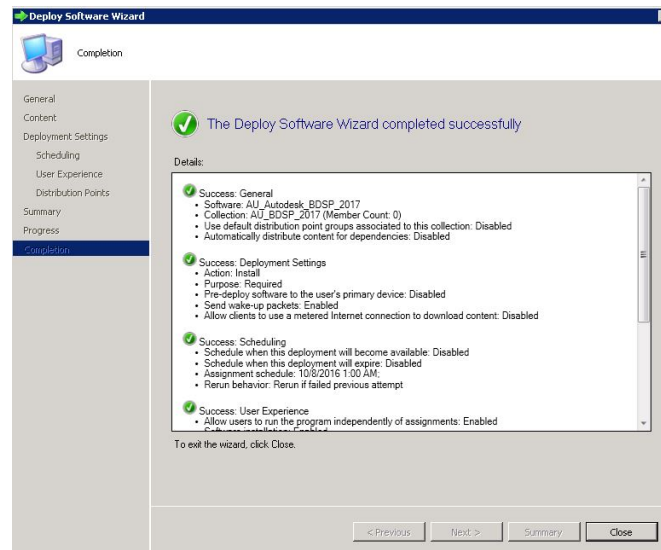 Deploy Software Wizard
Completion
General
Content
Deployment Settings
Scheduling
User Experience
Distribution Points
Summary
Progress
Completion
The Deploy Software Wizard completed successfully
Details:
Success: General
• Software: AU_Autodesk_BDSP_2017
• Collection: AU_BDSP_2017 (Member Count: 0)
• Use default distribution point groups associated to this collection: Disabled
• Automatically distribute content for dependencies: Disabled
Success: Deployment Settings
• Action: Install
• Purpose: Required
• Pre-deploy software to the user's primary device: Disabled
• Send wake-up packets: Enabled
• Allow clients to use a metered Internet connection to download content: Disabled
Success: Scheduling
• Schedule when this deployment will become available: Disabled
• Schedule when this deployment will expire: Disabled
• Assignment schedule: 10/8/2016 1:00 AM;
• Rerun behavior: Rerun if failed previous attempt
Success: User Experience
• Allow users to run the program independently of assignments: Enabled
• Software installation: Enabled
To exit the wizard, click Close.
< Previous
Next >
Summary
Close